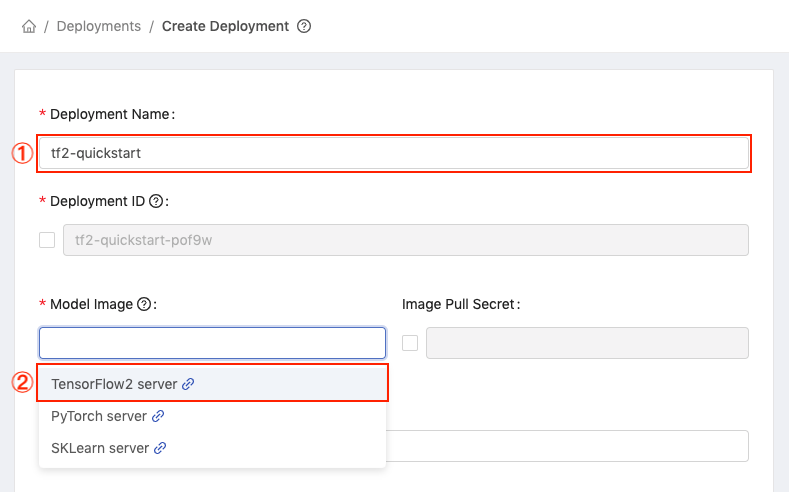 / Deployments / Create Deployment
* Deployment Name:
① tf2-quickstart
* Deployment ID :
tf2-quickstart-pof9w
* Model Image : Image Pull Secret:
② TensorFlow2 server
PyTorch server
SKLearn server